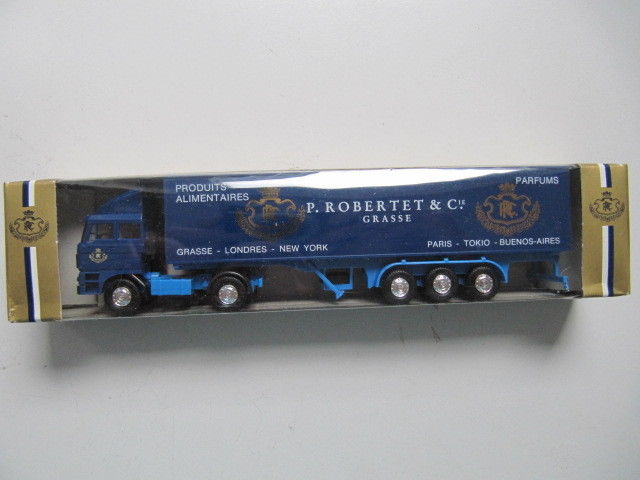 PRODUITS
ALIMENTAIRES
PARFUMS
P. ROBERTET & CIE
GRASSE
GRASSE - LONDRES - NEW YORK
PARIS - TOKIO - BUENOS-AIRES